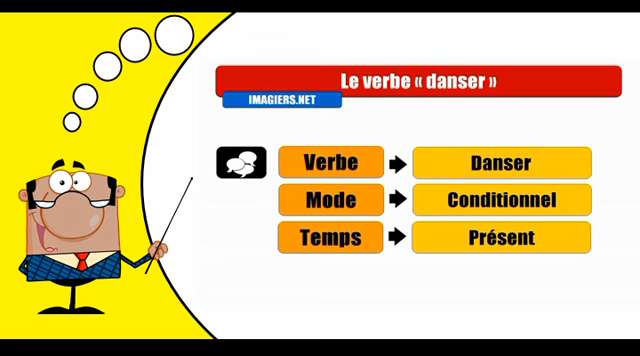 Le verbe « danser »
IMAGIERS.NET
Verbe Danser
Mode Conditionnel
Temps Présent